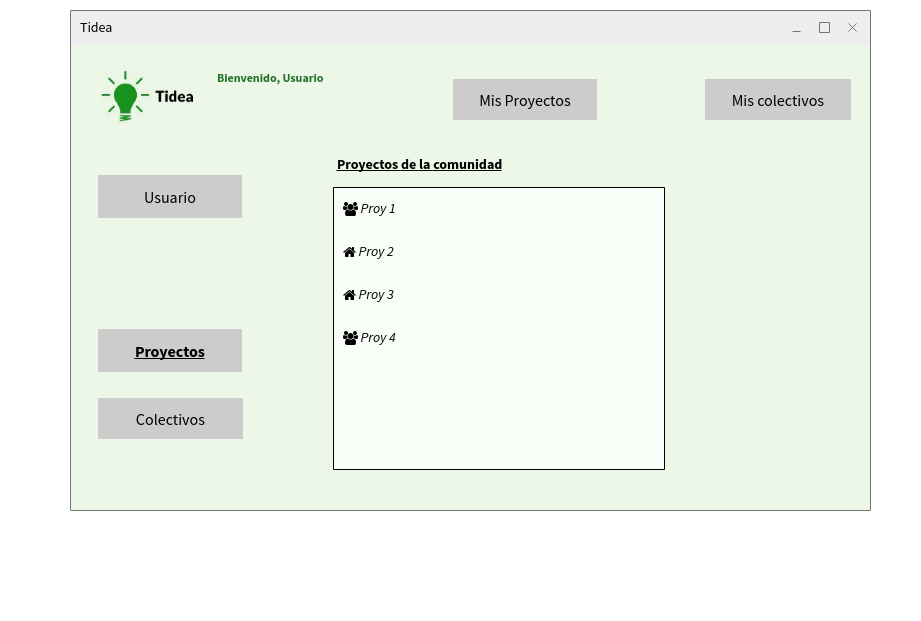 Tidea
Bienvenido, Usuario
Tidea
Mis Proyectos
Mis colectivos
Proyectos de la comunidad
Usuario
Proy 1
Proy 2
Proy 3
Proy 4
Proyectos
Colectivos